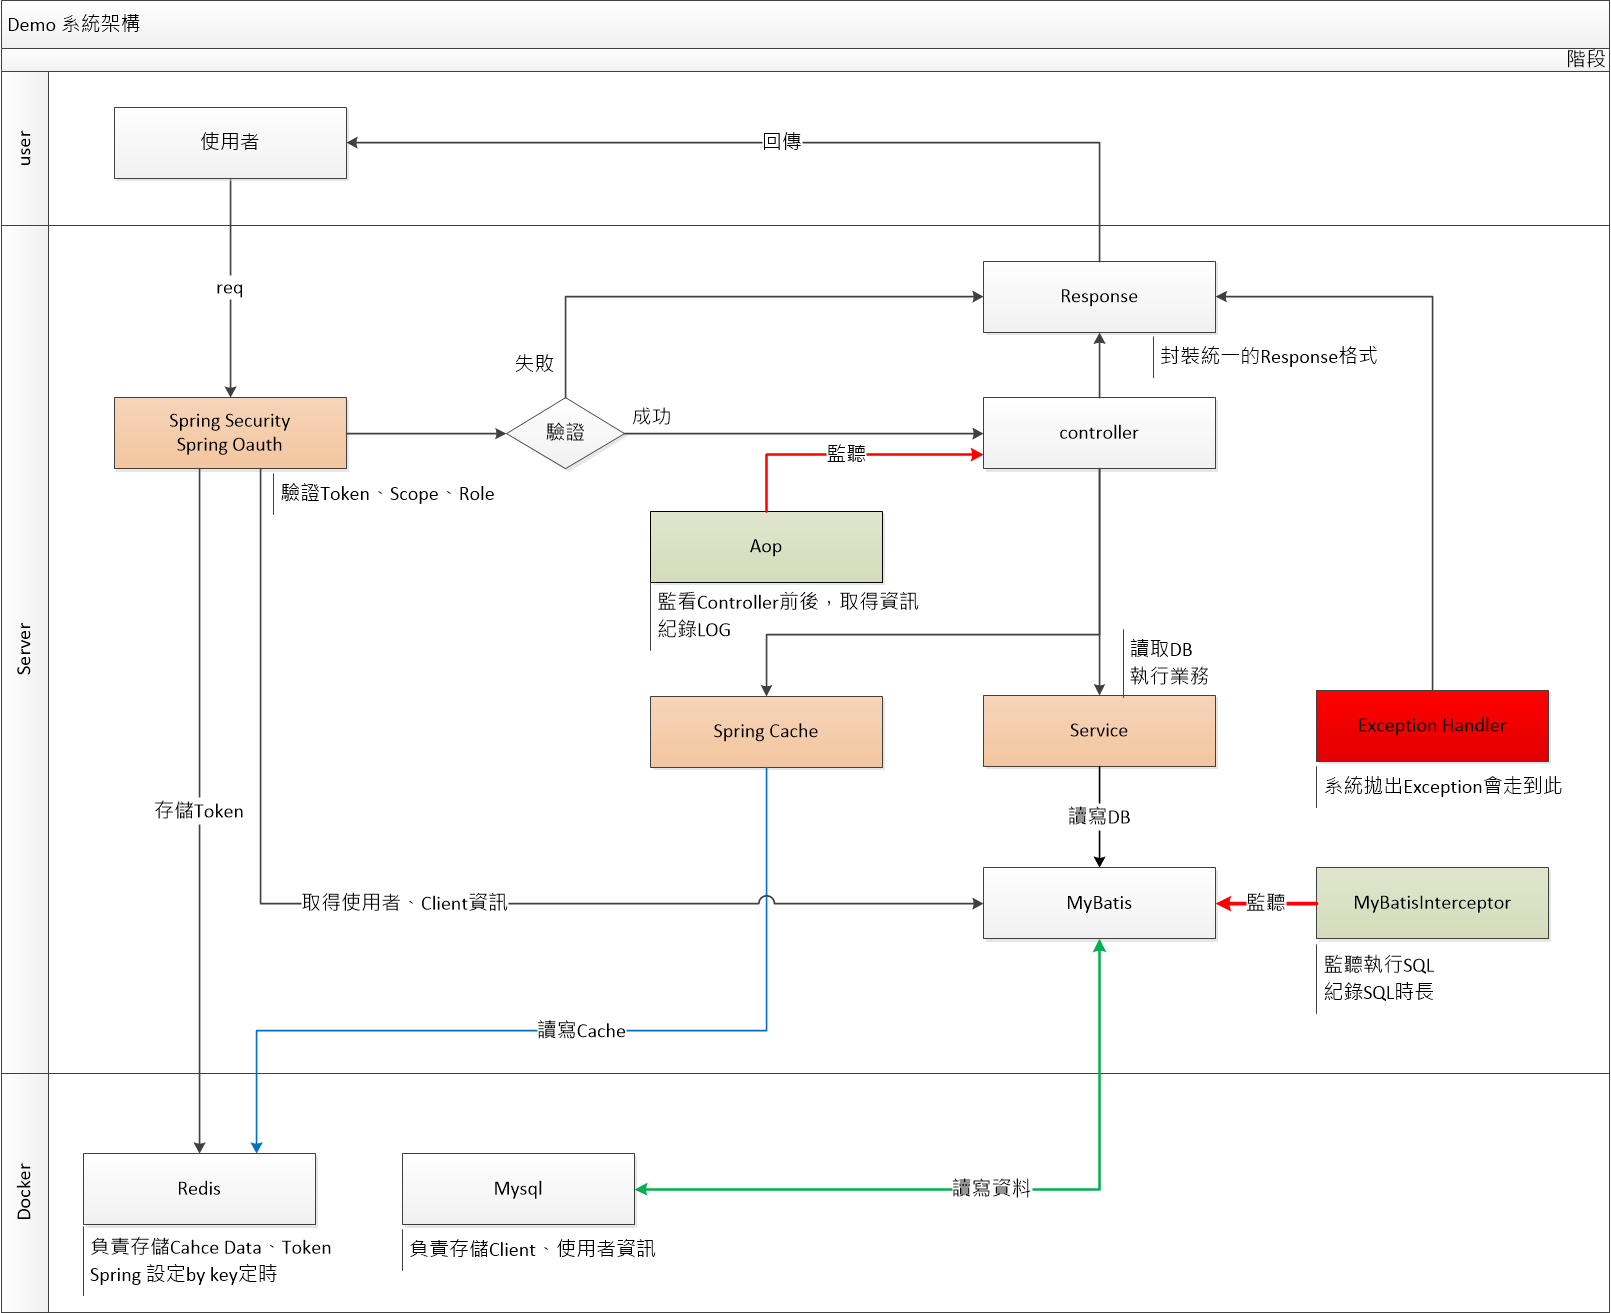 Demo 系統架構
階段
user
使用者
回傳
req
Server
Response
封裝統一的Response格式
失敗
Spring Security
Spring Oauth
驗證
成功
controller
監聽
驗證Token、Scope、Role
Aop
監看Controller前後，取得資訊
紀錄LOG
讀取DB
執行業務
Spring Cache
Service
Exception Handler
系統拋出Exception會走到此
存儲Token
讀寫DB
取得使用者、Client資訊
MyBatis
監聽
MyBatisInterceptor
監聽執行SQL
紀錄SQL時長
讀寫Cache
Docker
Redis
Mysql
讀寫資料
負責存儲Cahce Data、Token
Spring 設定by key定時
負責存儲Client、使用者資訊